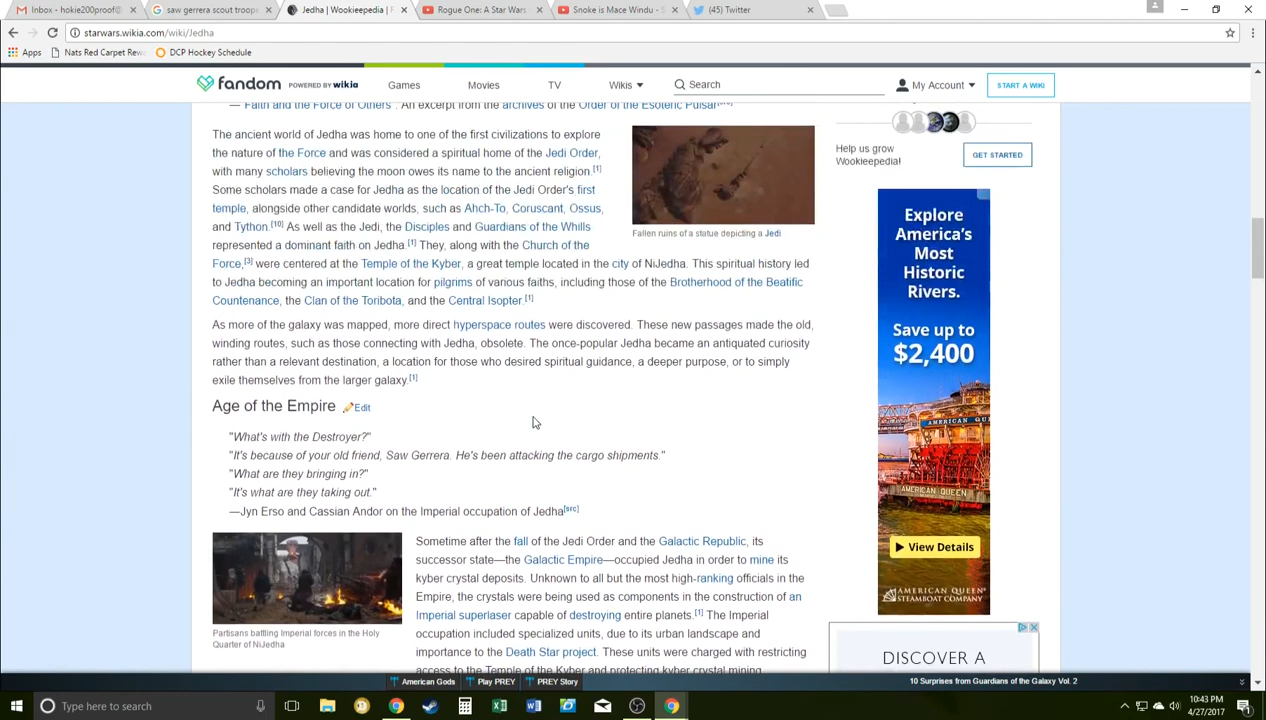 Inbox - hokie200proof@
saw gerrera scout troope
Jedha | Wookieepedia | F
Rogue One: A Star Wars
Snoke is Mace Windu - S
(45) Twitter
starwars.wikia.com/wiki/Jedha
Apps
Nats Red Carpet Rew
DCP Hockey Schedule
fandom
POWERED BY wikia
Games
Movies
TV
Wikis
Search
My Account
START A WIKI
— "Faith and the Force of Others". An excerpt from the archives of the Order of the Esoteric Pulsar
The ancient world of Jedha was home to one of the first civilizations to explore
the nature of the Force and was considered a spiritual home of the Jedi Order,
with many scholars believing the moon owes its name to the ancient religion.[1]
Some scholars made a case for Jedha as the location of the Jedi Order's first
temple, alongside other candidate worlds, such as Ahch-To, Coruscant, Ossus,
and Tython.[10] As well as the Jedi, the Disciples and Guardians of the Whills
represented a dominant faith on Jedha.[1] They, along with the Church of the
Force,[3] were centered at the Temple of the Kyber, a great temple located in the city of NiJedha. This spiritual history led
to Jedha becoming an important location for pilgrims of various faiths, including those of the Brotherhood of the Beatific
Countenance, the Clan of the Toribota, and the Central Isopter.[1]
Fallen ruins of a statue depicting a Jedi
As more of the galaxy was mapped, more direct hyperspace routes were discovered. These new passages made the old,
winding routes, such as those connecting with Jedha, obsolete. The once-popular Jedha became an antiquated curiosity
rather than a relevant destination, a location for those who desired spiritual guidance, a deeper purpose, or to simply
exile themselves from the larger galaxy.[1]
Age of the Empire
Edit
"What's with the Destroyer?"
"It's because of your old friend, Saw Gerrera. He's been attacking the cargo shipments."
"What are they bringing in?"
"It's what are they taking out."
—Jyn Erso and Cassian Andor on the Imperial occupation of Jedha[src]
Partisans battling Imperial forces in the Holy
Quarter of NiJedha
Sometime after the fall of the Jedi Order and the Galactic Republic, its
successor state—the Galactic Empire—occupied Jedha in order to mine its
kyber crystal deposits. Unknown to all but the most high-ranking officials in the
Empire, the crystals were being used as components in the construction of an
Imperial superlaser capable of destroying entire planets.[1] The Imperial
occupation included specialized units, due to its urban landscape and
importance to the Death Star project. These units were charged with restricting
access to the Temple of the Kyber and protecting kyber crystal mining
Help us grow
Wookieepedia!
GET STARTED
Explore
America's
Most
Historic
Rivers.
Save up to
$2,400
AMERICAN QU
AMERICAN QUEEN
View Details
AMERICAN QUEEN
STEAMBOAT COMPANY
DISCOVER A
American Gods
Play PREY
PREY Story
10 Surprises from Guardians of the Galaxy Vol. 2
Type here to search
10:43 PM
4/27/2017